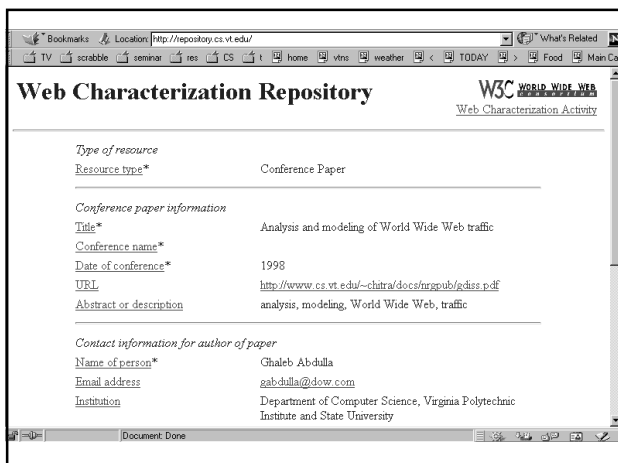 Bookmarks Location: http://repository.cs.vt.edu/ What's Related N
TV scrabble seminar res CS t home vtns weather < TODAY > Food Main Ca
Web Characterization Repository
W3C WORLD WIDE WEB
consortium
Web Characterization Activity
Type of resource
Resource type* Conference Paper
Conference paper information
Title* Analysis and modeling of World Wide Web traffic
Conference name*
Date of conference* 1998
URL http://www.cs.vt.edu/~chitra/docs/nrgpub/gdiss.pdf
Abstract or description analysis, modeling, World Wide Web, traffic
Contact information for author of paper
Name of person* Ghaleb Abdulla
Email address gabdulla@dow.com
Institution Department of Computer Science, Virginia Polytechnic
Institute and State University
Document: Done